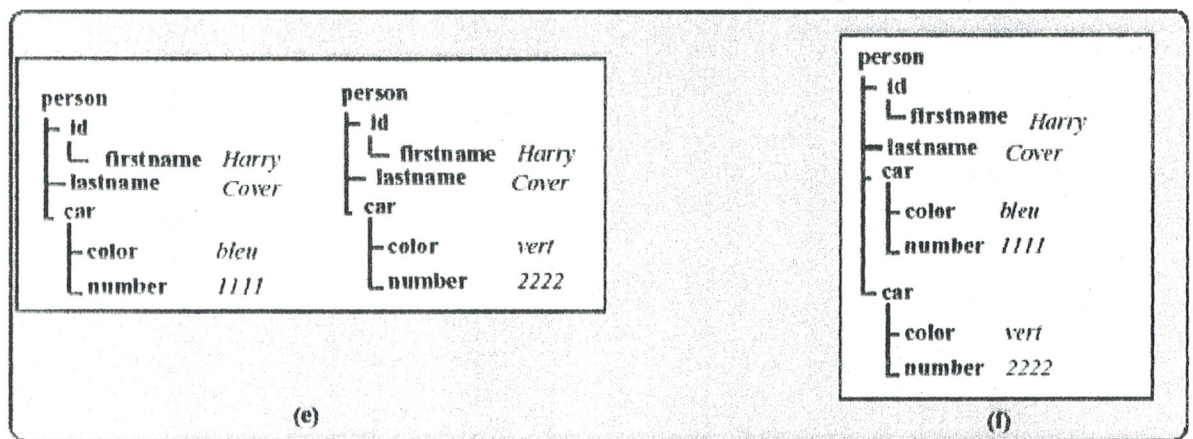 person
id
firstname Harry
lastname Cover
car
color bleu
number 1111
person
id
firstname Harry
lastname Cover
car
color vert
number 2222
(e)
person
id
firstname Harry
lastname Cover
car
color bleu
number 1111
car
color vert
number 2222
(f)